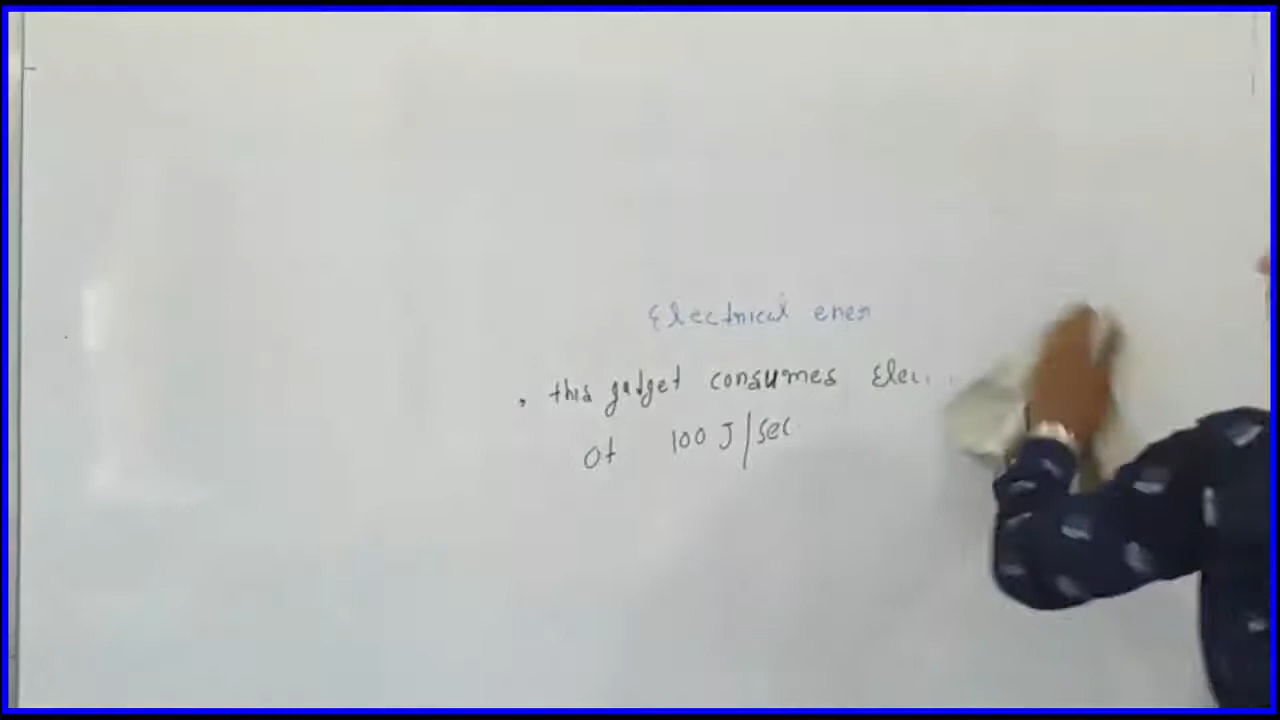 Electrical ener
, this gadget consumes Elec
Of 100 J/sec